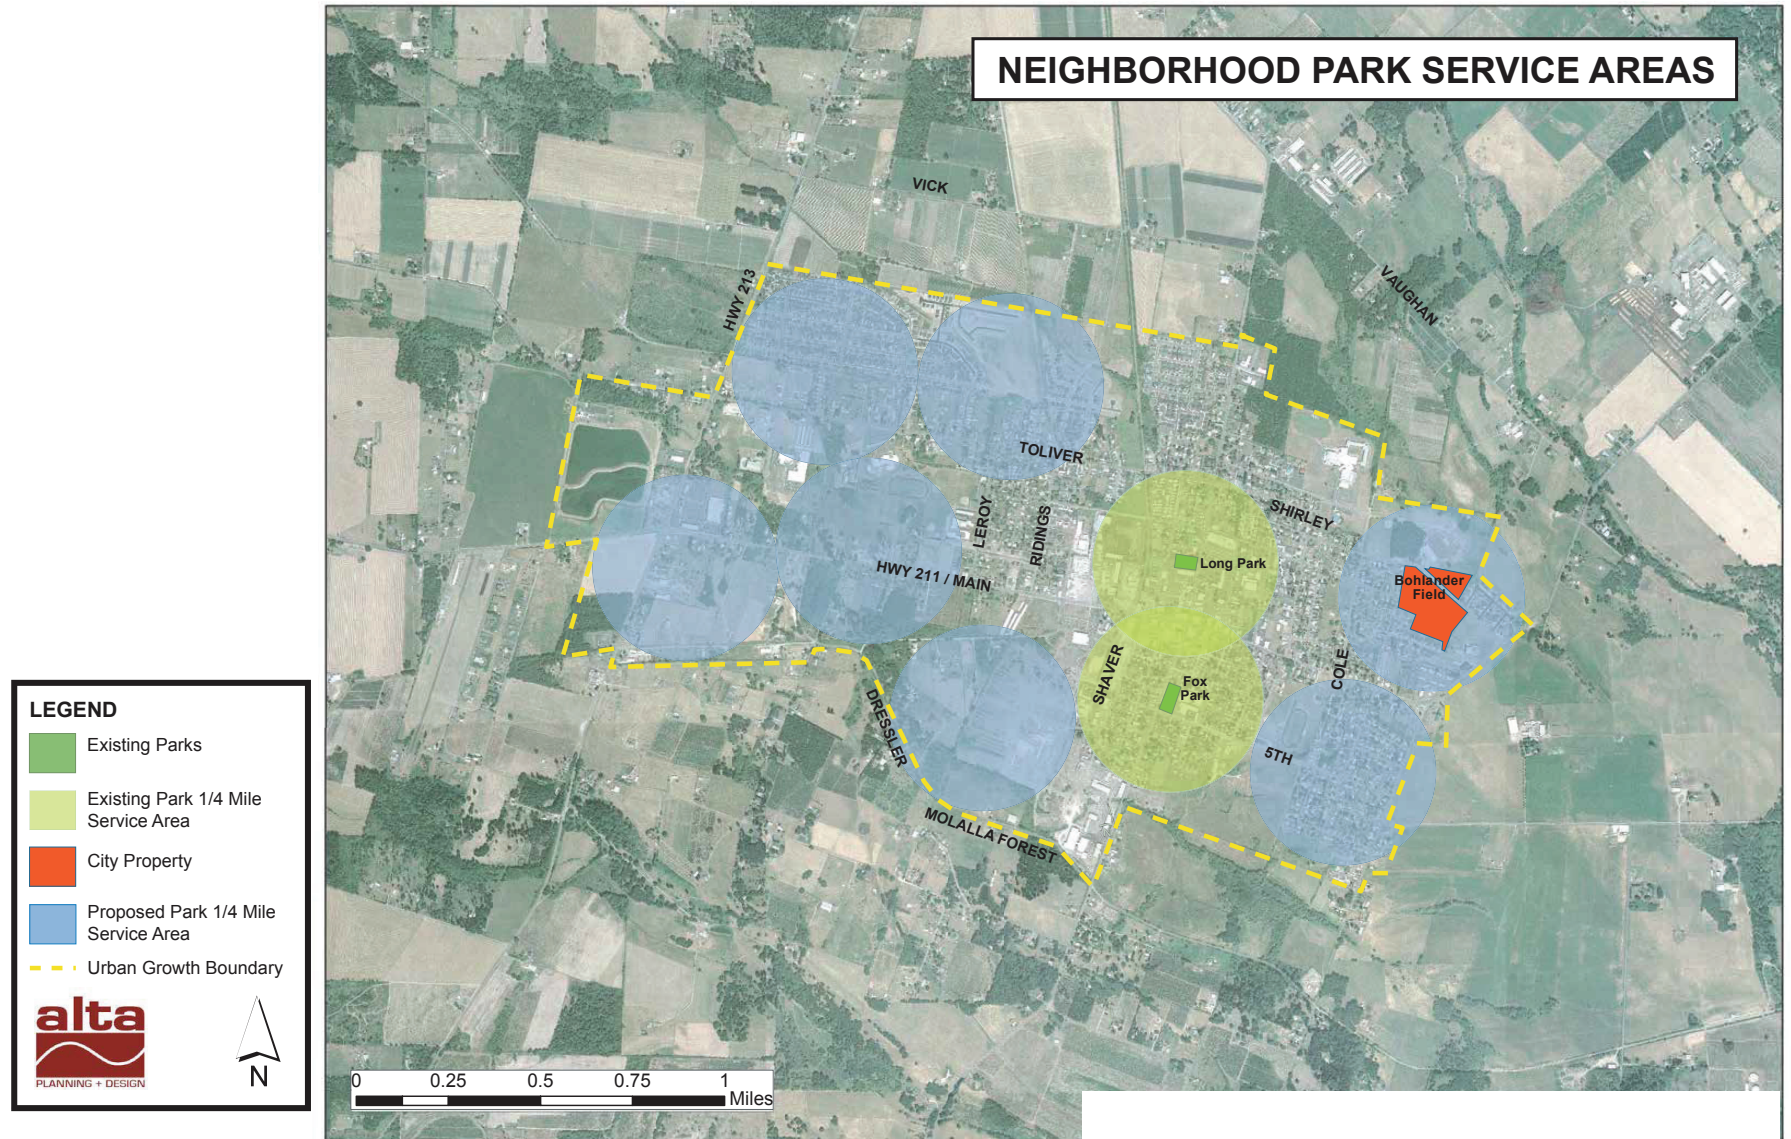 NEIGHBORHOOD PARK SERVICE AREAS
VICK
HWY 213
VAUGHAN
TOLIVER
LEROY
RIDINGS
SHIRLEY
HWY 211 / MAIN
Long Park
Bohlander
Field
SHAVER
Fox
Park
COLE
DRESSLER
5TH
MOLALLA FOREST
LEGEND
Existing Parks
Existing Park 1/4 Mile
Service Area
City Property
Proposed Park 1/4 Mile
Service Area
Urban Growth Boundary
alta
PLANNING + DESIGN
N
0 0.25 0.5 0.75 1
Miles